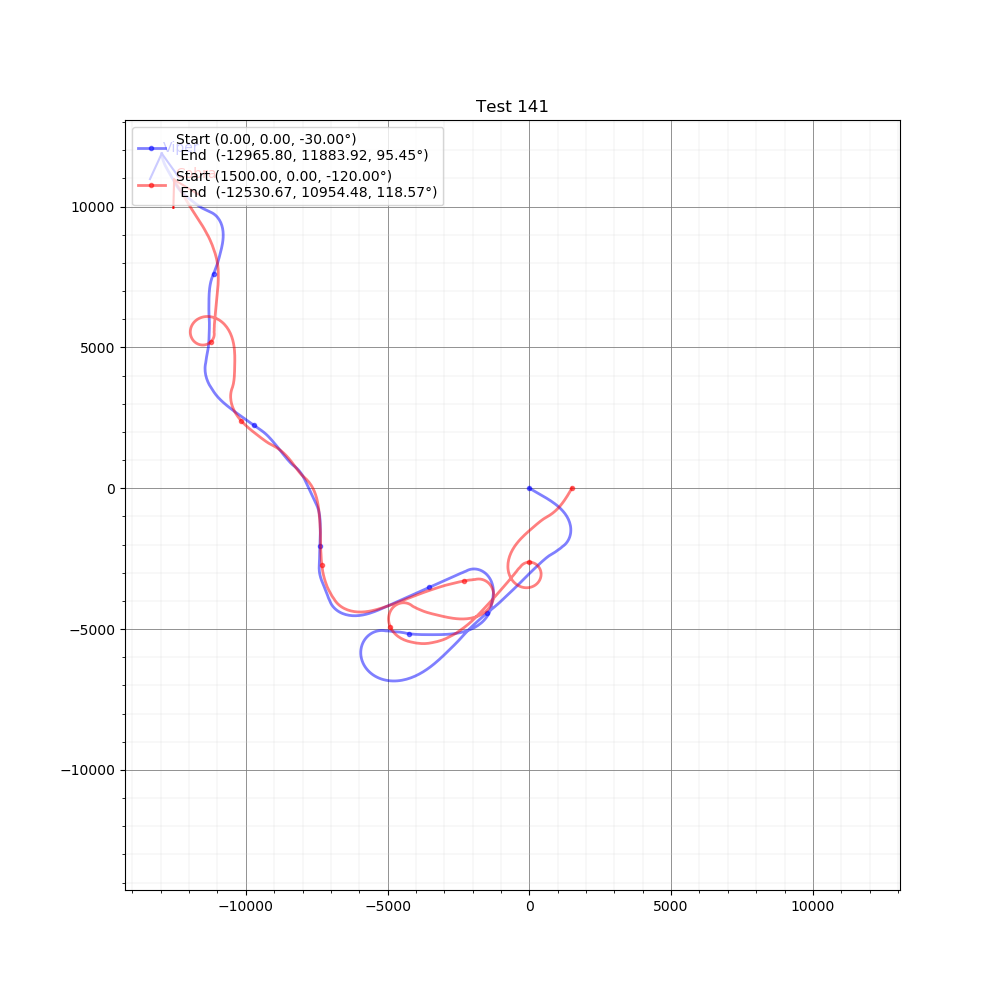 Test 141
Start (0.00, 0.00, -30.00°)
End (-12965.80, 11883.92, 95.45°)
Start (1500.00, 0.00, -120.00°)
End (-12530.67, 10954.48, 118.57°)
10000
5000
0
−5000
−10000
−10000
−5000
0
5000
10000